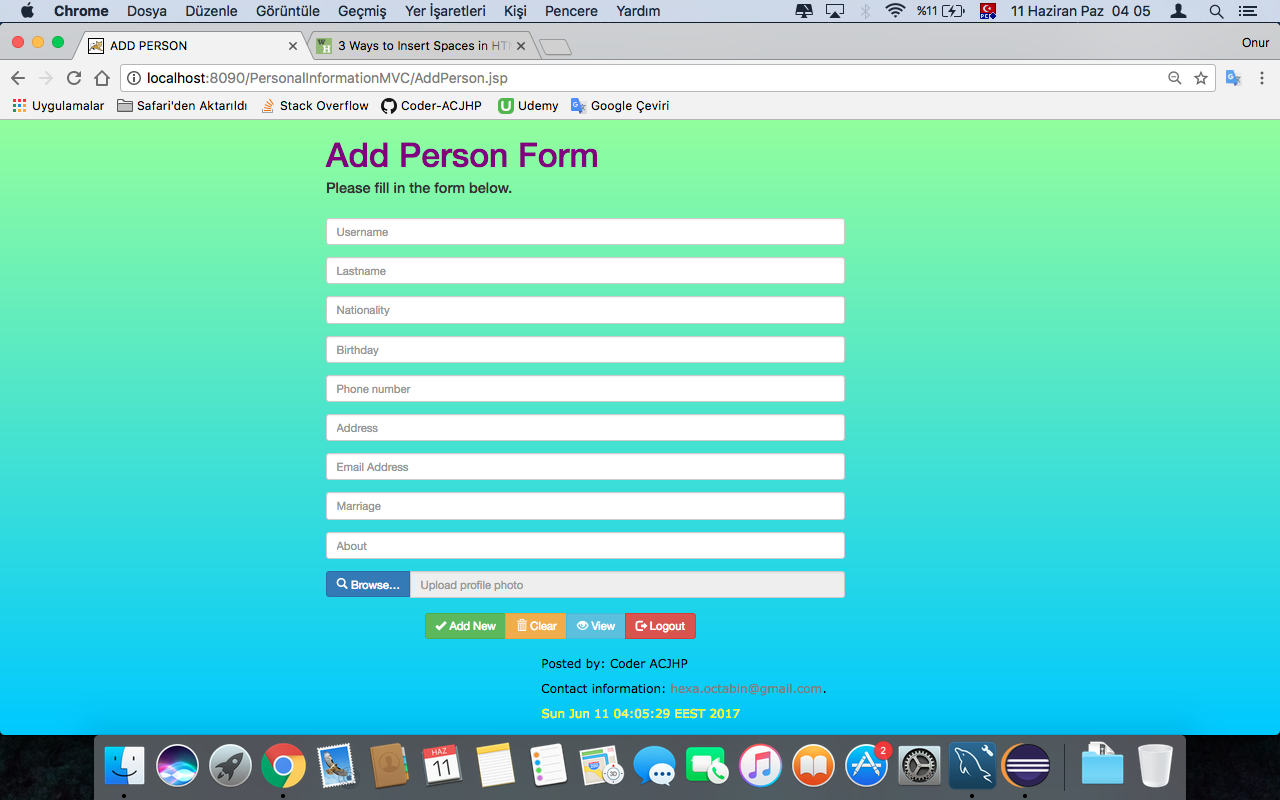 Chrome Dosya Düzenle Görüntüle Geçmiş Yer İşaretleri Kişi Pencere Yardım %11 11 Haziran Paz 04 05
ADD PERSON 3 Ways to Insert Spaces in HT Onur
localhost:8090/PersonalInformationMVC/AddPerson.jsp
Uygulamalar Safari'den Aktarıldı Stack Overflow Coder-ACJHP Udemy Google Çeviri
Add Person Form
Please fill in the form below.
Username
Lastname
Nationality
Birthday
Phone number
Address
Email Address
Marriage
About
Browse... Upload profile photo
Add New Clear View Logout
Posted by: Coder ACJHP
Contact information: hexa.octabin@gmail.com.
Sun Jun 11 04:05:29 EEST 2017
HAZ
11
3D
2